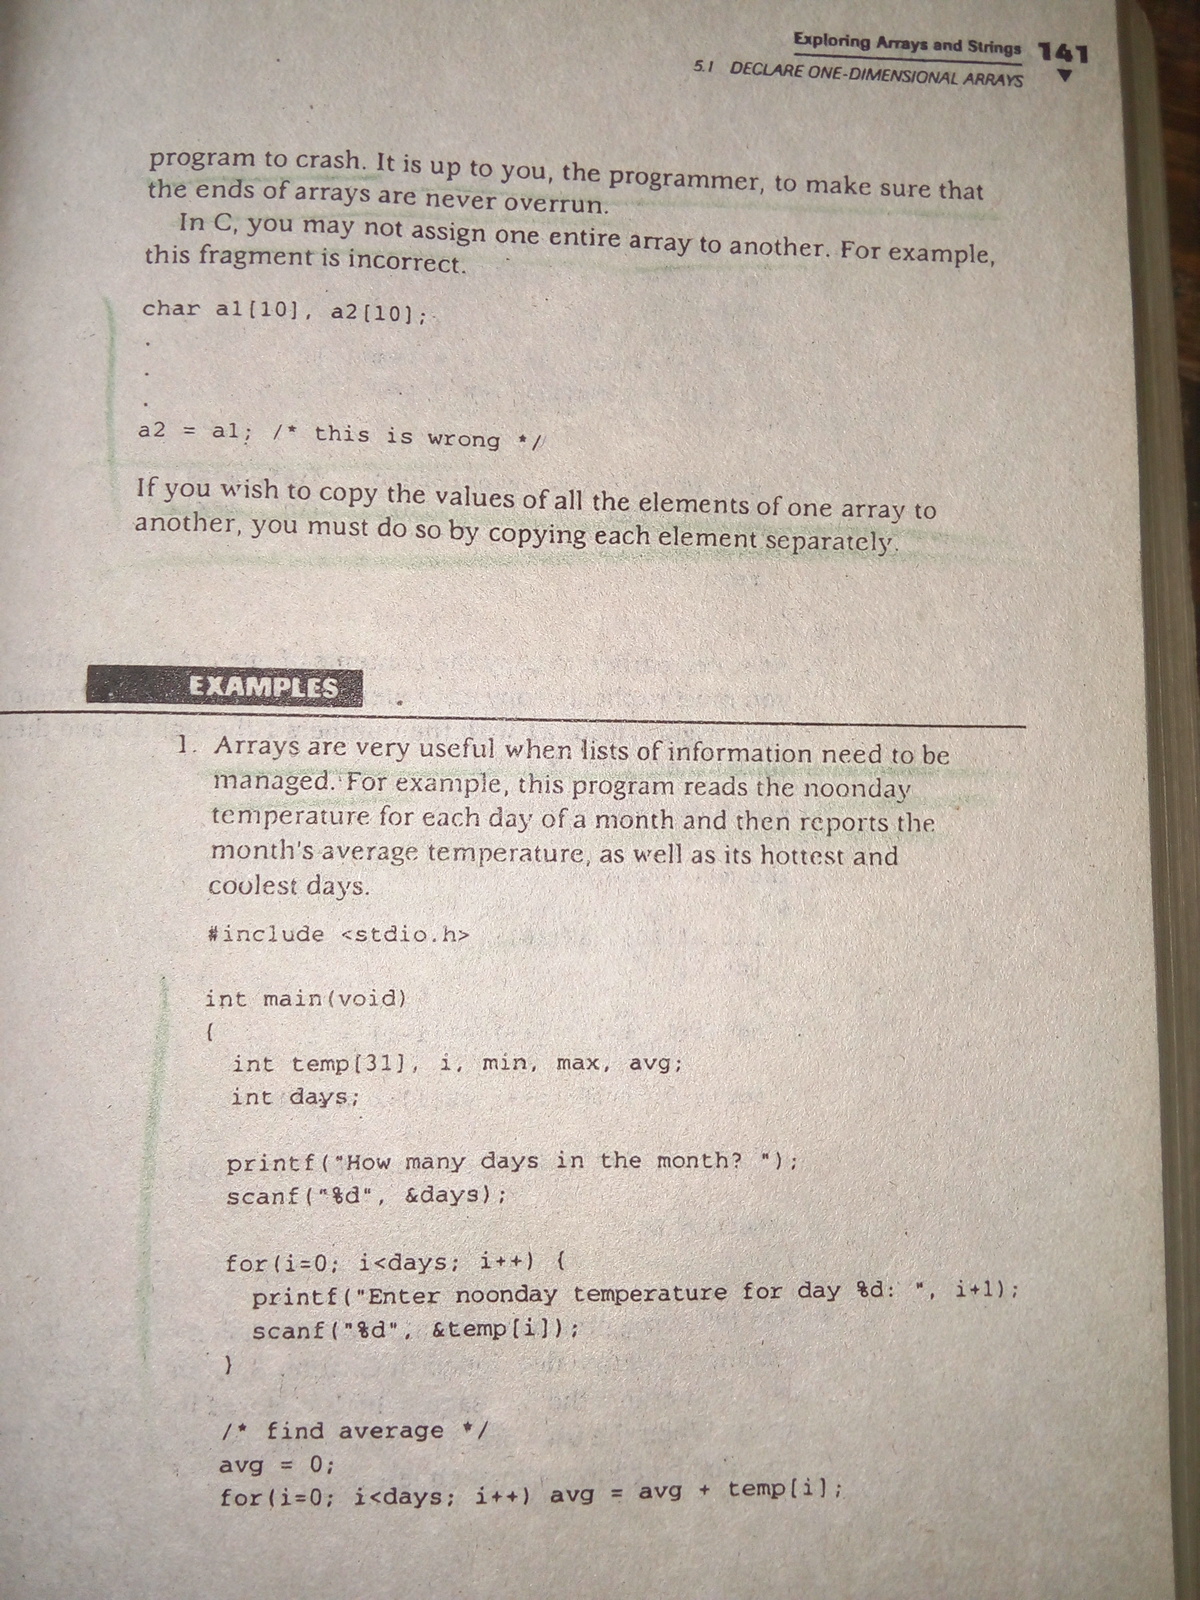 Exploring Arrays and Strings 141
5.1 DECLARE ONE-DIMENSIONAL ARRAYS ▼
program to crash. It is up to you, the programmer, to make sure that
the ends of arrays are never overrun.
In C, you may not assign one entire array to another. For example,
this fragment is incorrect.
char a1[10], a2[10];
.
.
.
a2 = a1; /* this is wrong */
If you wish to copy the values of all the elements of one array to
another, you must do so by copying each element separately.
EXAMPLES
1. Arrays are very useful when lists of information need to be
managed. For example, this program reads the noonday
temperature for each day of a month and then reports the
month's average temperature, as well as its hottest and
coolest days.
#include <stdio.h>
int main(void)
{
int temp[31], i, min, max, avg;
int days;
printf("How many days in the month? ");
scanf("%d", &days);
for(i=0; i<days; i++) {
printf("Enter noonday temperature for day %d: ", i+1);
scanf("%d", &temp[i]);
}
/* find average */
avg = 0;
for(i=0; i<days; i++) avg = avg + temp[i];